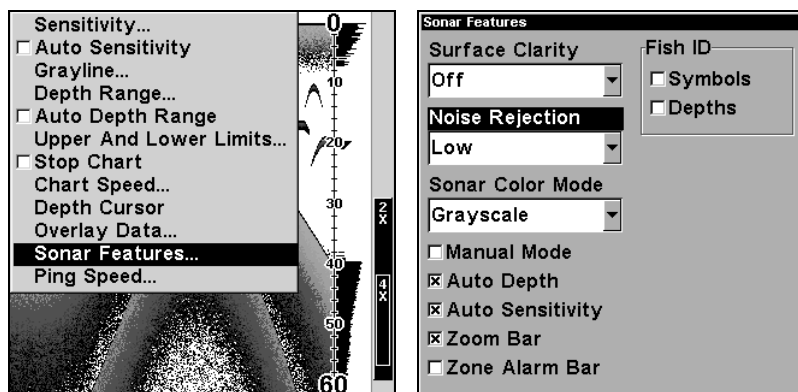 Sensitivity...
Auto Sensitivity
Grayline...
Depth Range...
Auto Depth Range
Upper And Lower Limits...
Stop Chart
Chart Speed...
Depth Cursor
Overlay Data...
Sonar Features...
Ping Speed...
0
10
20
30
40
50
60
2X
4X
Sonar Features
Surface Clarity
Off
Noise Rejection
Low
Sonar Color Mode
Grayscale
Manual Mode
Auto Depth
Auto Sensitivity
Zoom Bar
Zone Alarm Bar
Fish ID
Symbols
Depths